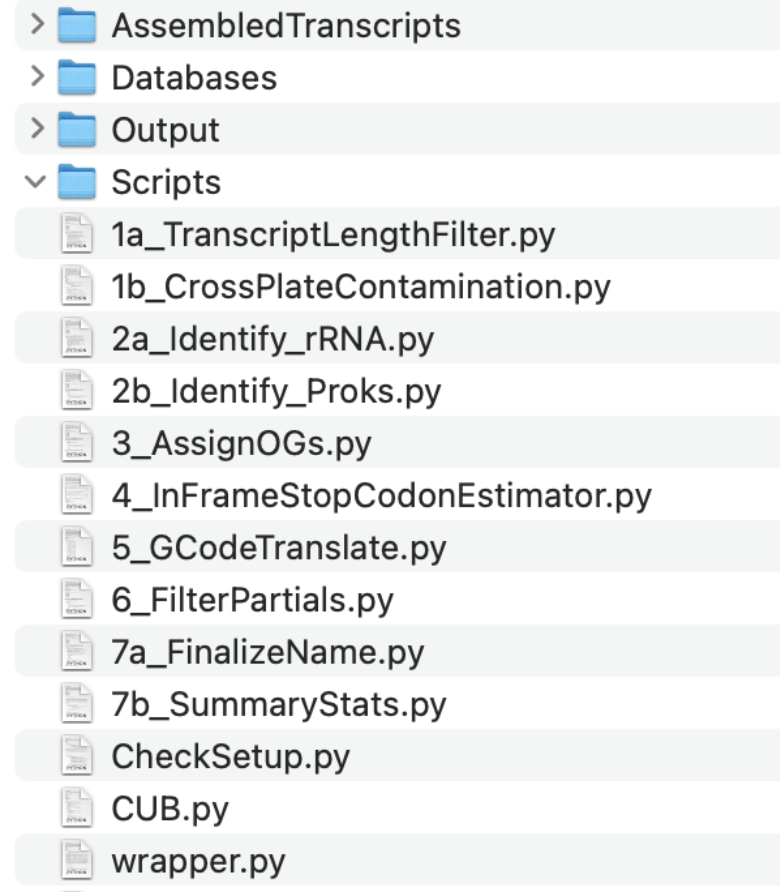 AssembledTranscripts
Databases
Output
Scripts
1a_TranscriptLengthFilter.py
1b_CrossPlateContamination.py
2a_Identify_rRNA.py
2b_Identify_Proks.py
3_AssignOGs.py
4_InFrameStopCodonEstimator.py
5_GCodeTranslate.py
6_FilterPartials.py
7a_FinalizeName.py
7b_SummaryStats.py
CheckSetup.py
CUB.py
wrapper.py